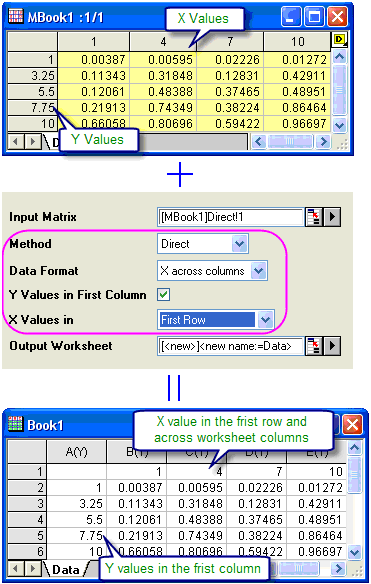 MBook1 :1/1
X Values
D
1 4 7 10
1 0.00387 0.00595 0.02226 0.01272
3.25 0.11343 0.31848 0.12831 0.42911
5.5 0.12061 0.48387 0.37465 0.48951
7.75 0.21913 0.74349 0.38224 0.86464
10 0.66058 0.80696 0.59422 0.96697
D
Y Values
+
Input Matrix [MBook1]Direct!1
Method Direct
Data Format X across columns
Y Values in First Column
X Values in First Row
Output Worksheet [<new>]<new name:=Data>
Book1
X value in the frist row and
across worksheet columns
A(Y) B(Y) C(Y) D(Y) E(Y)
1 1 4 7 10
2 1 0.00387 0.00595 0.02226 0.01272
3 3.25 0.11343 0.31848 0.12831 0.42911
4 5.5 0.12061 0.48387 0.37465 0.48951
5 7.75 0.21913 0.74349 0.38224 0.86464
6 10 0.66058 0.80696 0.59422 0.96697
Data
Y values in the frist column